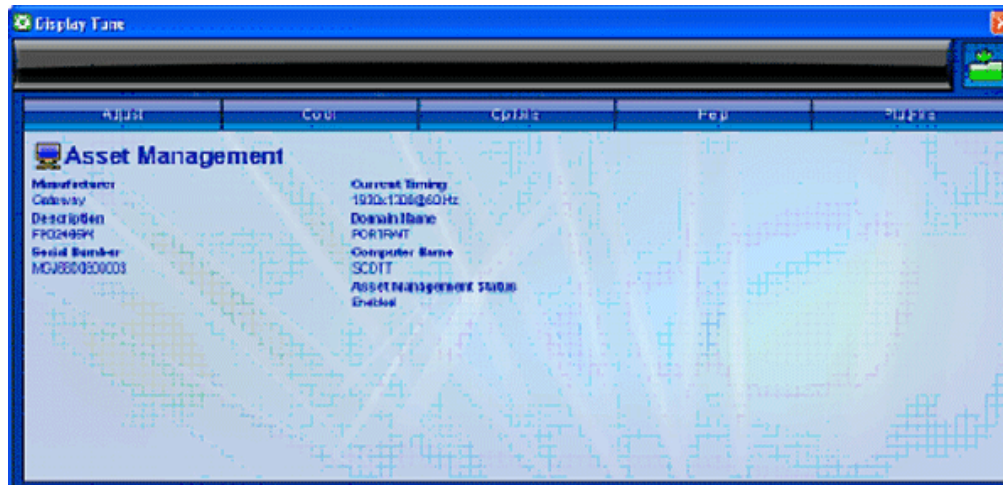 Display Tune
Adjust
Color
Options
Help
Plug-ins
Asset Management
Manufacturer
Gateway
Description
Serial Number
Current Timing
Domain Name
PORTRAIT
Computer Name
SCOTT
Asset Management Status
Enabled